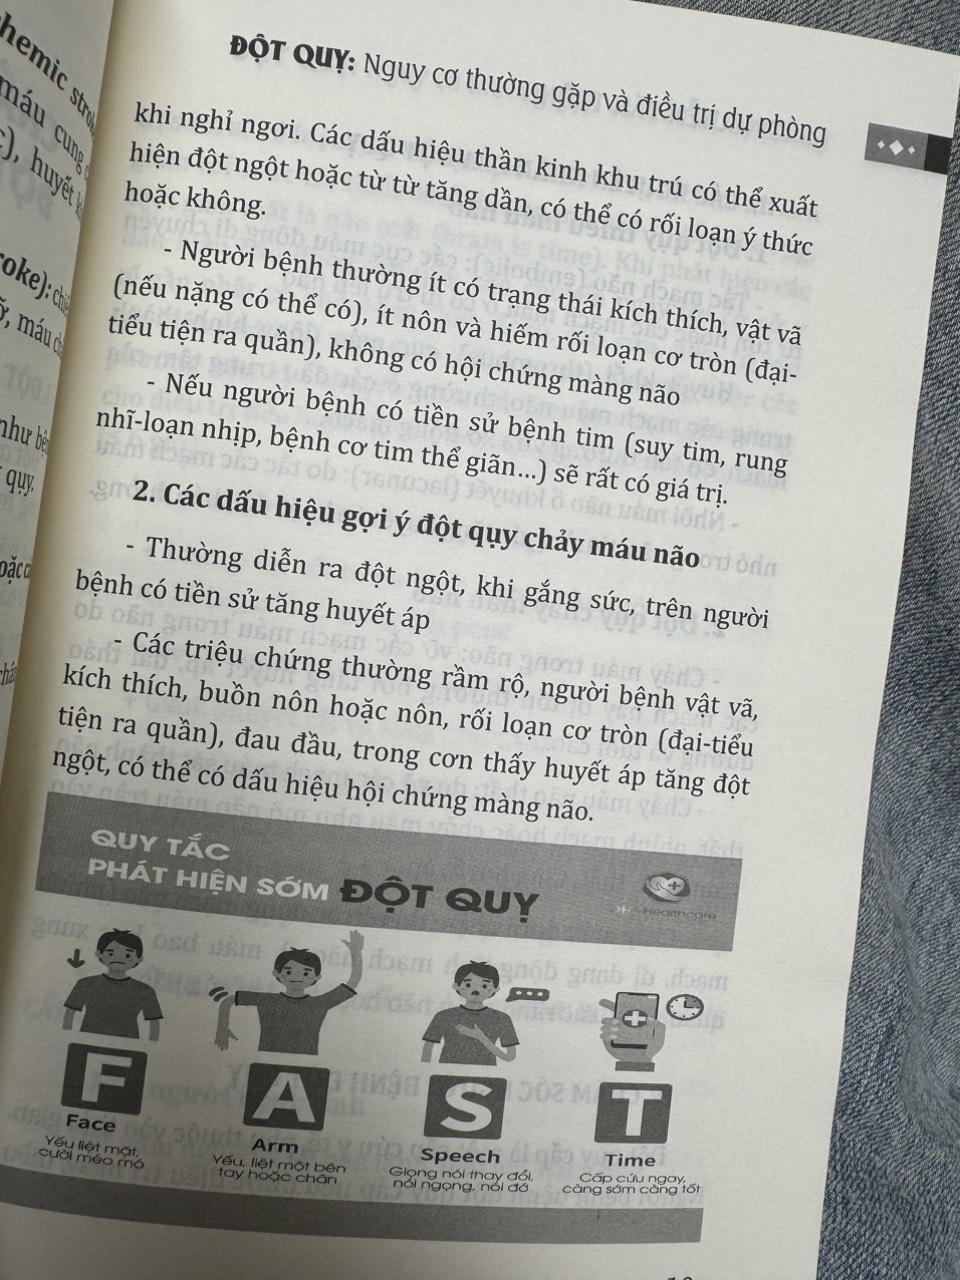 hemic
máu cung
huyết
roke): 
máu
như
quy.
ĐỘT QUỴ: Nguy cơ thường gặp và điều trị dự phòng
khi nghỉ ngơi. Các dấu hiệu thần kinh khu trú có thể xuất
hiện đột ngột hoặc từ từ tăng dần, có thể có rối loạn ý thức
hoặc không.
- Người bệnh thường ít có trạng thái kích thích, vật vã
(nếu nặng có thể có), ít nôn và hiếm rối loạn cơ tròn (đại-
tiểu tiện ra quần), không có hội chứng màng não
- Nếu người bệnh có tiền sử bệnh tim (suy tim, rung
nhĩ-loạn nhịp, bệnh cơ tim thể giãn...) sẽ rất có giá trị.
2. Các dấu hiệu gợi ý đột quỵ chảy máu não
- Thường diễn ra đột ngột, khi gắng sức, trên người
bệnh có tiền sử tăng huyết áp
- Các triệu chứng thường rầm rộ, người bệnh vật vã,
kích thích, buồn nôn hoặc nôn, rối loạn cơ tròn (đại-tiểu
tiện ra quần), đau đầu, trong cơn thấy huyết áp tăng đột
ngột, có thể có dấu hiệu hội chứng màng não.
QUY TẮC
PHÁT HIỆN SỚM ĐỘT QUỴ
Healthcare
F
A
S
T
Face
Yếu liệt mặt,
cười méo mó
Arm
Yếu, liệt một bên
tay hoặc chân
Speech
Giọng nói thay đổi,
nói ngọng, nói đớ
Time
Cấp cứu ngay,
càng sớm càng tốt